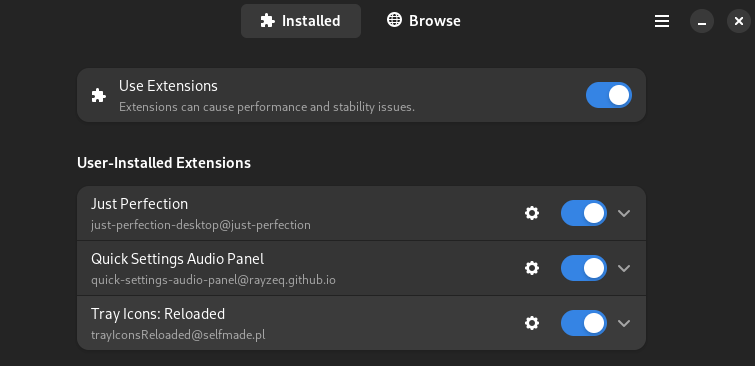 Installed Browse
Use Extensions
Extensions can cause performance and stability issues.
User-Installed Extensions
Just Perfection
just-perfection-desktop@just-perfection
Quick Settings Audio Panel
quick-settings-audio-panel@rayzeq.github.io
Tray Icons: Reloaded
trayIconsReloaded@selfmade.pl